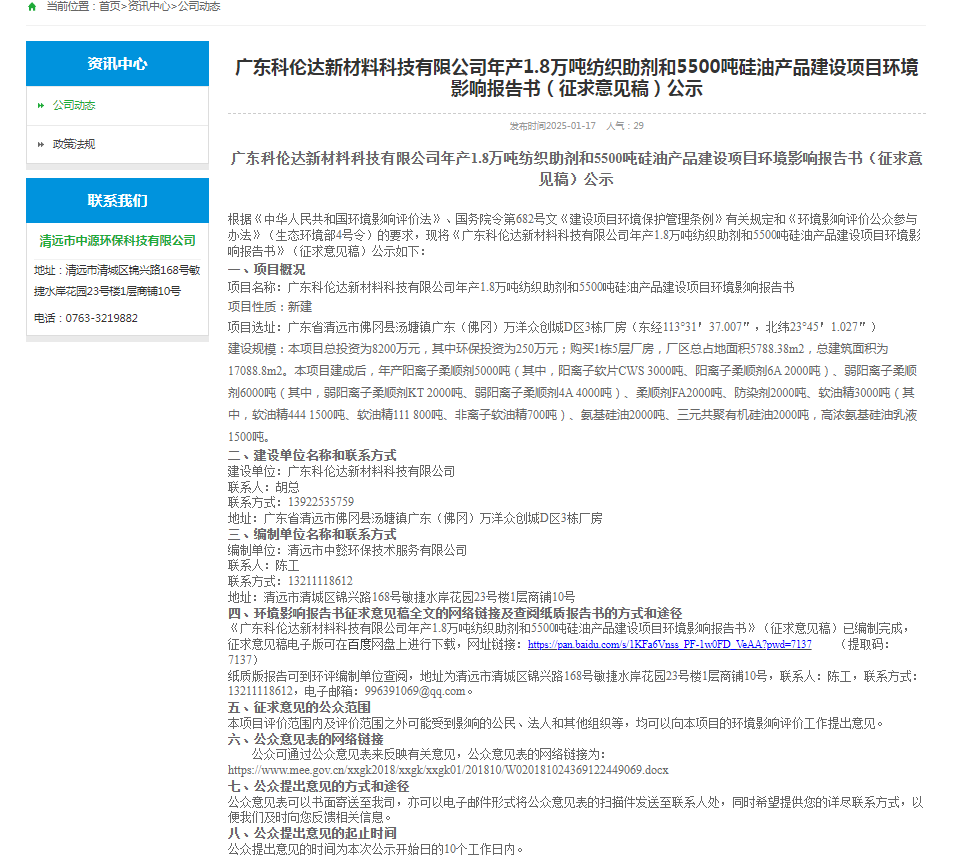 当前位置：首页>资讯中心>公司动态
资讯中心
公司动态
政策法规
联系我们
清远市中源环保科技有限公司
地址：清远市清城区锦兴路168号敏
捷水岸花园23号楼1层商铺10号
电话：0763-3219882
广东科伦达新材料科技有限公司年产1.8万吨纺织助剂和5500吨硅油产品建设项目环境
影响报告书（征求意见稿）公示
发布时间2025-01-17 人气：29
广东科伦达新材料科技有限公司年产1.8万吨纺织助剂和5500吨硅油产品建设项目环境影响报告书（征求意
见稿）公示
根据《中华人民共和国环境影响评价法》、国务院令第682号文《建设项目环境保护管理条例》有关规定和《环境影响评价公众参与
办法》（生态环境部4号令）的要求，现将《广东科伦达新材料科技有限公司年产1.8万吨纺织助剂和5500吨硅油产品建设项目环境影
响报告书》（征求意见稿）公示如下：
一、项目概况
项目名称：广东科伦达新材料科技有限公司年产1.8万吨纺织助剂和5500吨硅油产品建设项目环境影响报告书
项目性质：新建
项目选址：广东省清远市佛冈县汤塘镇广东（佛冈）万洋众创城D区3栋厂房（东经113°31′37.007″，北纬23°45′1.027″）
建设规模：本项目总投资为8200万元，其中环保投资为250万元；购买1栋5层厂房，厂区总占地面积5788.38m2，总建筑面积为
17088.8m2。本项目建成后，年产阳离子柔顺剂5000吨（其中，阳离子软片CWS 3000吨、阳离子柔顺剂6A 2000吨）、弱阳离子柔顺
剂6000吨（其中，弱阳离子柔顺剂KT 2000吨、弱阳离子柔顺剂4A 4000吨）、柔顺剂FA2000吨、防染剂2000吨、软油精3000吨（其
中，软油精444 1500吨、软油精111 800吨、非离子软油精700吨）、氨基硅油2000吨、三元共聚有机硅油2000吨，高浓氨基硅油乳液
1500吨。
二、建设单位名称和联系方式
建设单位：广东科伦达新材料科技有限公司
联系人：胡总
联系方式：13922535759
地址：广东省清远市佛冈县汤塘镇广东（佛冈）万洋众创城D区3栋厂房
三、编制单位名称和联系方式
编制单位：清远市中懿环保技术服务有限公司
联系人：陈工
联系方式：13211118612
地址：清远市清城区锦兴路168号敏捷水岸花园23号楼1层商铺10号
四、环境影响报告书征求意见稿全文的网络链接及查阅纸质报告书的方式和途径
《广东科伦达新材料科技有限公司年产1.8万吨纺织助剂和5500吨硅油产品建设项目环境影响报告书》（征求意见稿）已编制完成，
征求意见稿电子版可在百度网盘上进行下载，网址链接：https://pan.baidu.com/s/1KFa6Vnss_PF-1w0FD_VeAA?pwd=7137 （提取码：
7137）
纸质版报告可到环评编制单位查阅，地址为清远市清城区锦兴路168号敏捷水岸花园23号楼1层商铺10号，联系人：陈工，联系方式：
13211118612，电子邮箱：996391069@qq.com。
五、征求意见的公众范围
本项目评价范围内及评价范围之外可能受到影响的公民、法人和其他组织等，均可以向本项目的环境影响评价工作提出意见。
六、公众意见表的网络链接
公众可通过公众意见表来反映有关意见，公众意见表的网络链接为：
https://www.mee.gov.cn/xxgk2018/xxgk/xxgk01/201810/W020181024369122449069.docx
七、公众提出意见的方式和途径
公众意见表可以书面寄送至我司，亦可以电子邮件形式将公众意见表的扫描件发送至联系人处，同时希望提供您的详尽联系方式，以
便我们及时向您反馈相关信息。
八、公众提出意见的起止时间
公众提出意见的时间为本次公示开始日的10个工作日内。